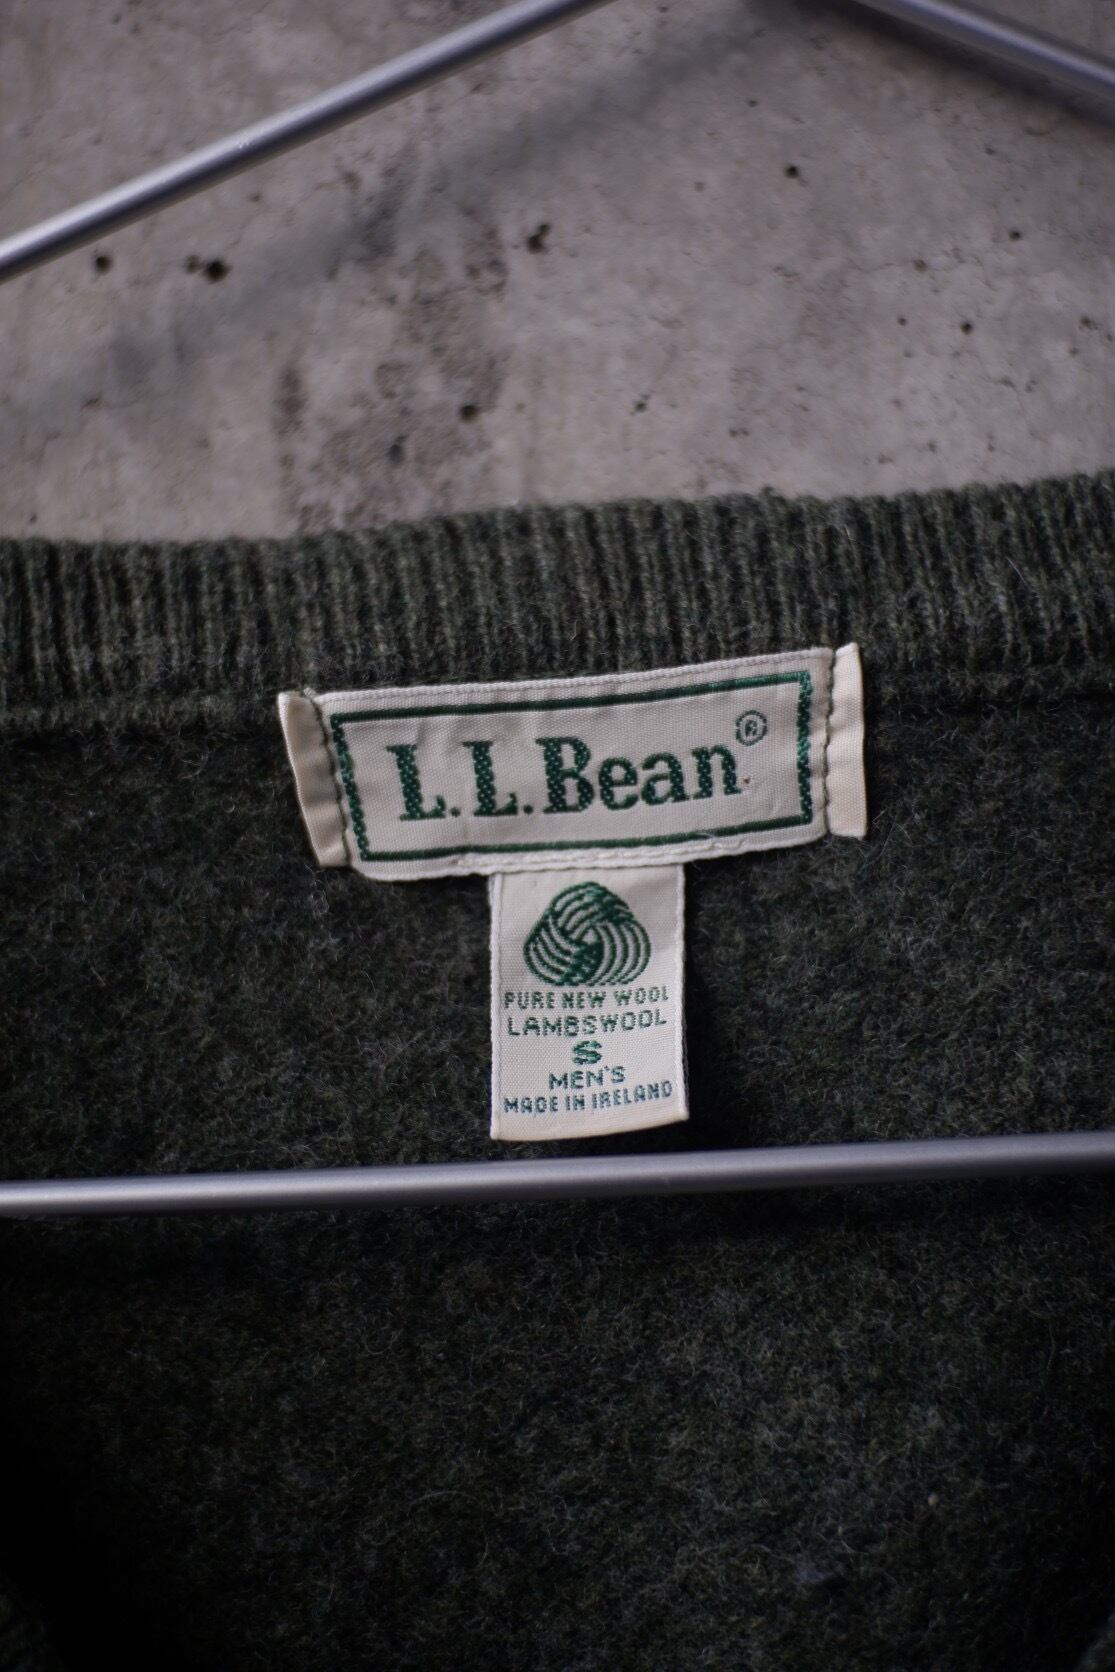 L.L.Bean®
PURE NEW WOOL
LAMBSWOOL
S
MEN'S
MADE IN IRELAND